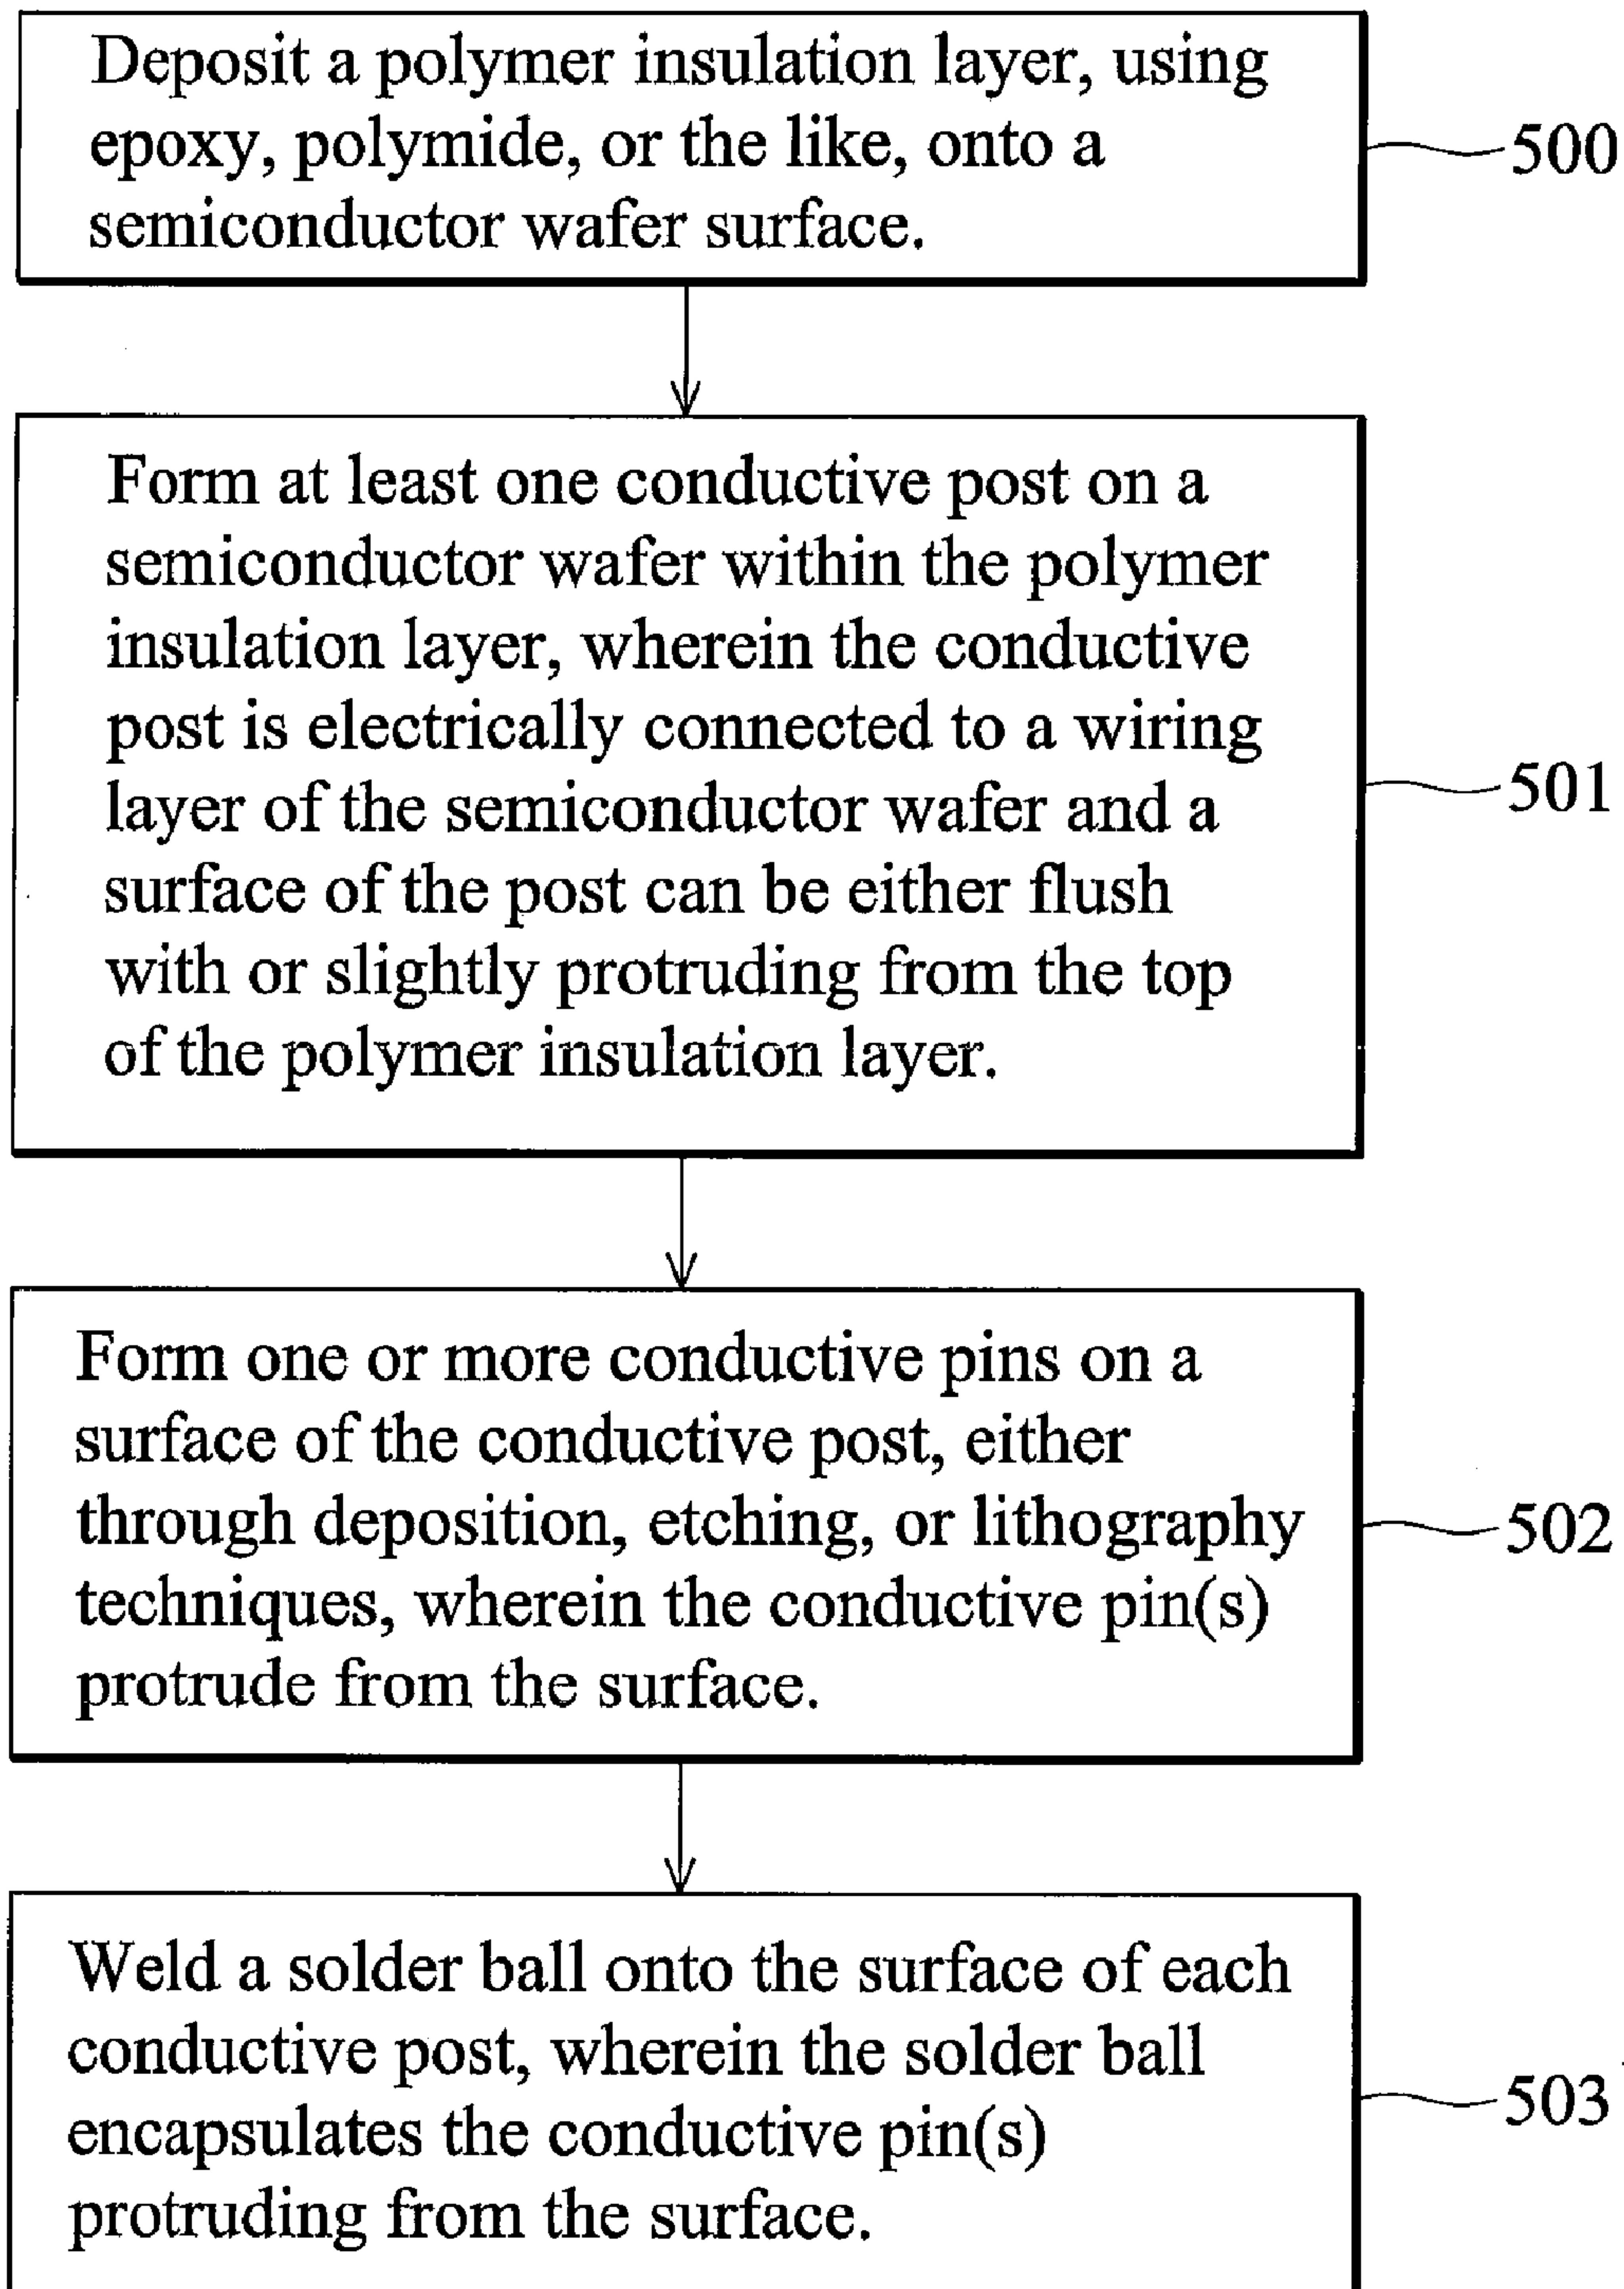 Deposit a polymer insulation layer, using
epoxy, polymide, or the like, onto a
semiconductor wafer surface.
500
Form at least one conductive post on a
semiconductor wafer within the polymer
insulation layer, wherein the conductive
post is electrically connected to a wiring
layer of the semiconductor wafer and a
surface of the post can be either flush
with or slightly protruding from the top
of the polymer insulation layer.
501
Form one or more conductive pins on a
surface of the conductive post, either
through deposition, etching, or lithography
techniques, wherein the conductive pin(s)
protrude from the surface.
502
Weld a solder ball onto the surface of each
conductive post, wherein the solder ball
encapsulates the conductive pin(s)
protruding from the surface.
503